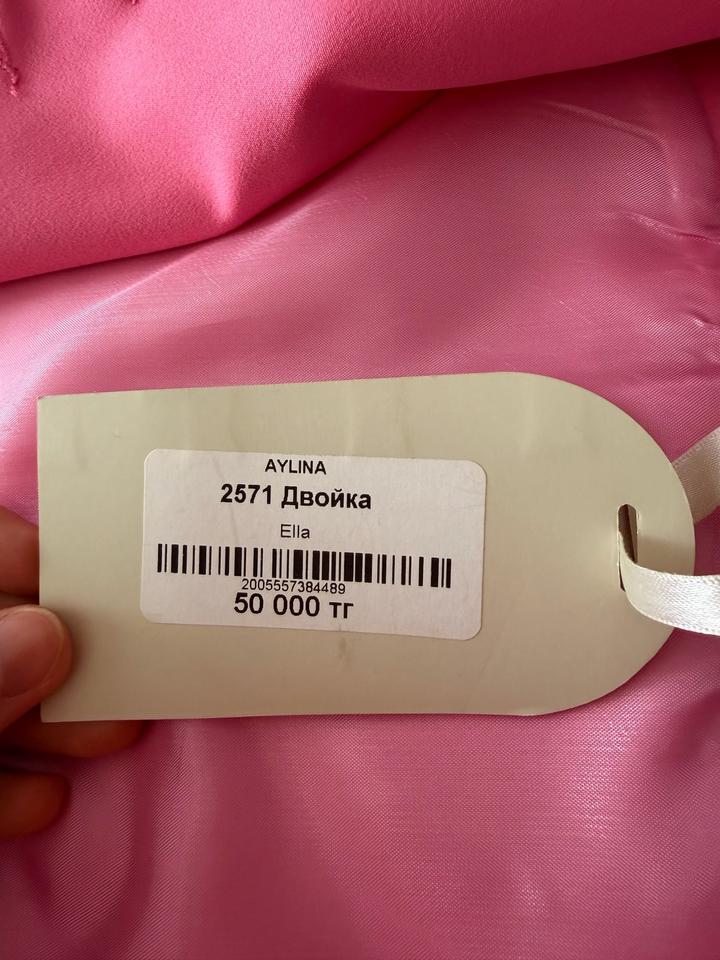 AYLINA
2571 Двойка
Ella
2005557384489
50 000 тг